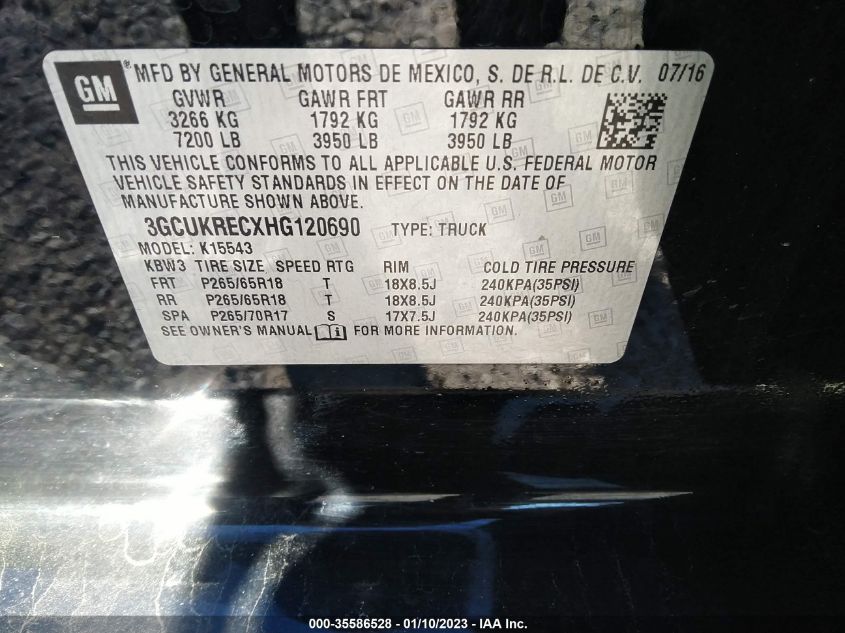 GM ® MFD BY GENERAL MOTORS DE MEXICO, S. DE R.L. DE C.V. 07/16
GVWR GAWR FRT GAWR RR
3266 KG 1792 KG 1792 KG
7200 LB 3950 LB 3950 LB
THIS VEHICLE CONFORMS TO ALL APPLICABLE U.S. FEDERAL MOTOR
VEHICLE SAFETY STANDARDS IN EFFECT ON THE DATE OF
MANUFACTURE SHOWN ABOVE.
3GCUKRECXHG120690 TYPE: TRUCK
MODEL: K15543
KBW3 TIRE SIZE SPEED RTG RIM COLD TIRE PRESSURE
FRT P265/65R18 T 18X8.5J 240KPA(35PSI)
RR P265/65R18 T 18X8.5J 240KPA(35PSI)
SPA P265/70R17 S 17X7.5J 240KPA(35PSI)
SEE OWNER'S MANUAL FOR MORE INFORMATION.
000-35586528 - 01/10/2023 - IAA Inc.